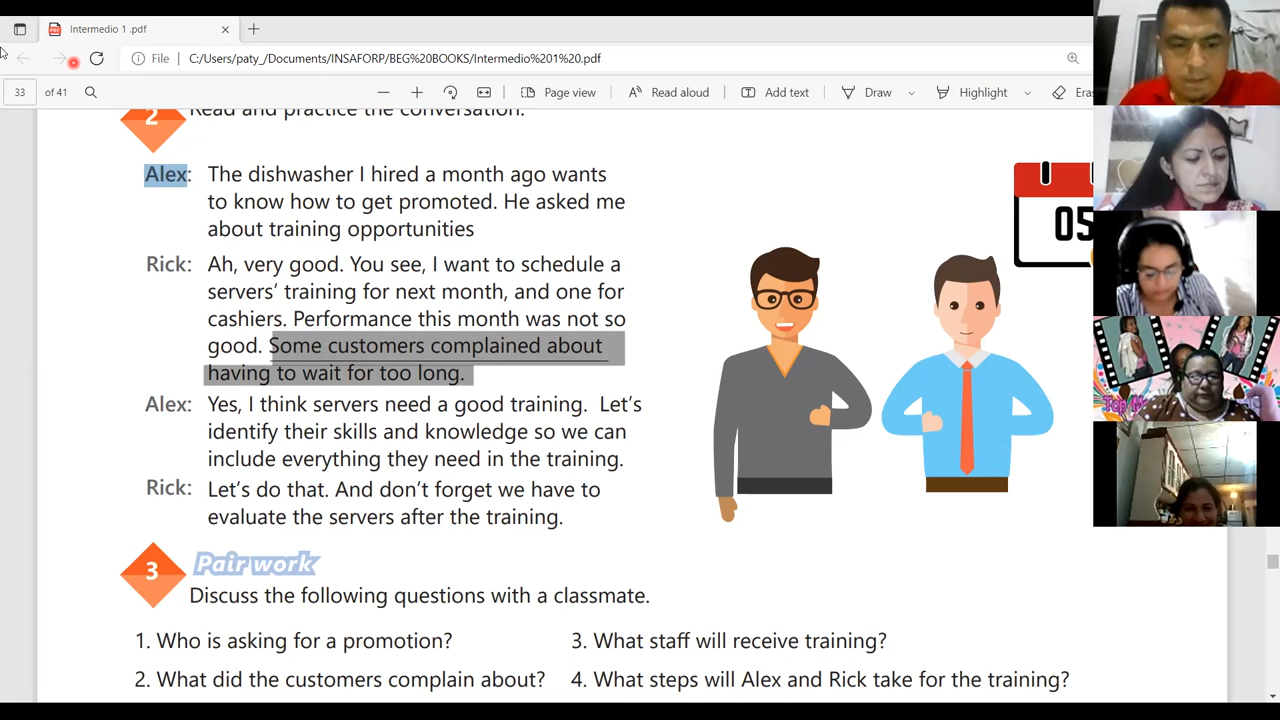 Intermedio 1 .pdf
File C:/Users/paty_/Documents/INSAFORP/BEG%20BOOKS/Intermedio%201%20.pdf
33 of 41 Page view Read aloud Add text Draw Highlight Eras
2 Read and practice the conversation.
Alex: The dishwasher I hired a month ago wants
to know how to get promoted. He asked me
about training opportunities
05
Rick: Ah, very good. You see, I want to schedule a
servers’ training for next month, and one for
cashiers. Performance this month was not so
good. Some customers complained about
having to wait for too long.
Alex: Yes, I think servers need a good training. Let’s
identify their skills and knowledge so we can
include everything they need in the training.
Rick: Let’s do that. And don’t forget we have to
evaluate the servers after the training.
3 Pair work
Discuss the following questions with a classmate.
1. Who is asking for a promotion?
3. What staff will receive training?
2. What did the customers complain about?
4. What steps will Alex and Rick take for the training?